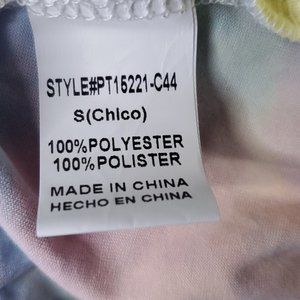 STYLE#PT15221-C44
S(Chico)
100%POLYESTER
100%POLISTER
MADE IN CHINA
HECHO EN CHINA